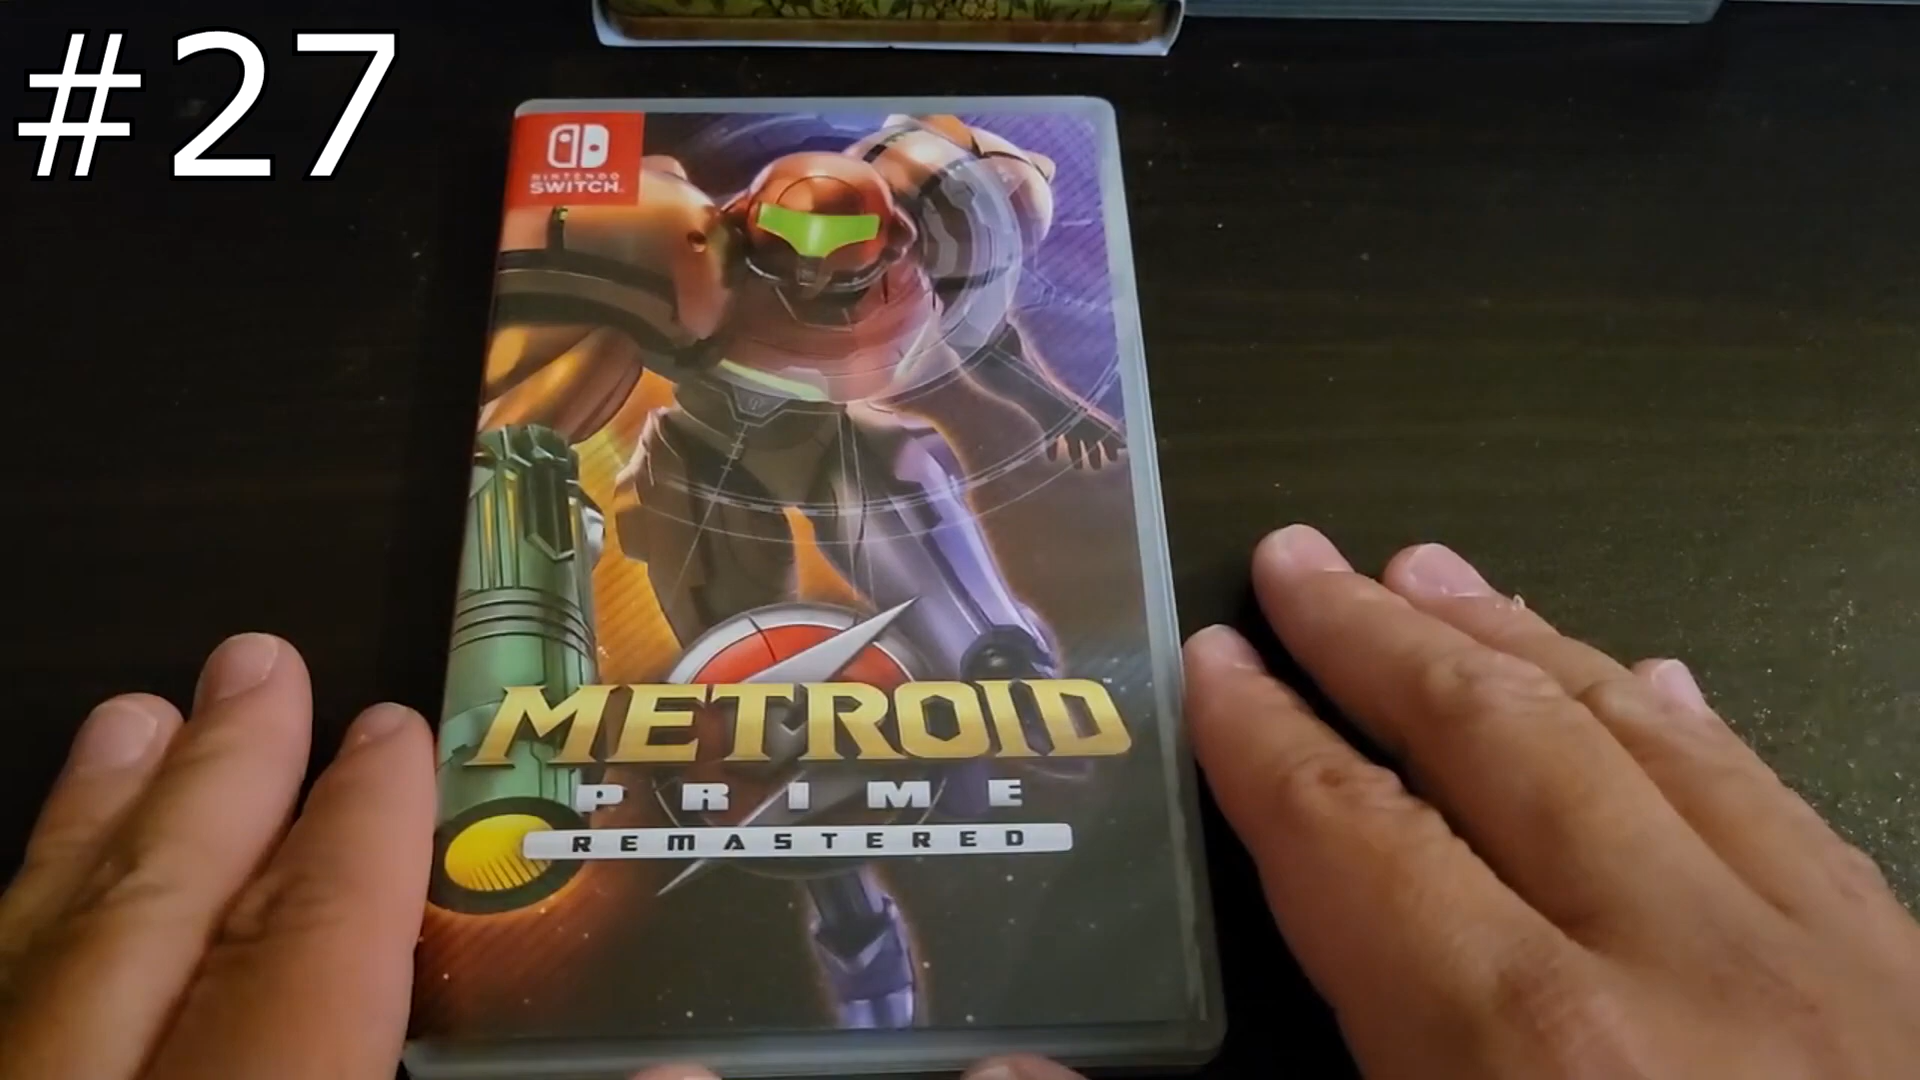 #27
NINTENDO
SWITCH
METROID
PRIME
REMASTERED